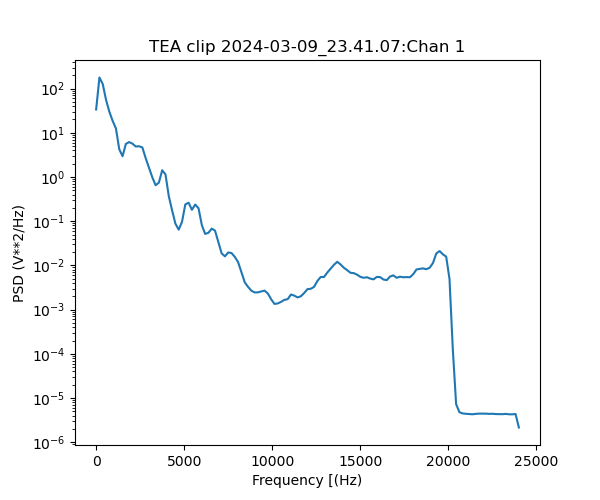 TEA clip 2024-03-09_23.41.07:Chan 1
PSD (V**2/Hz)
10²
10¹
10⁰
10⁻¹
10⁻²
10⁻³
10⁻⁴
10⁻⁵
10⁻⁶
0 5000 10000 15000 20000 25000
Frequency [(Hz)